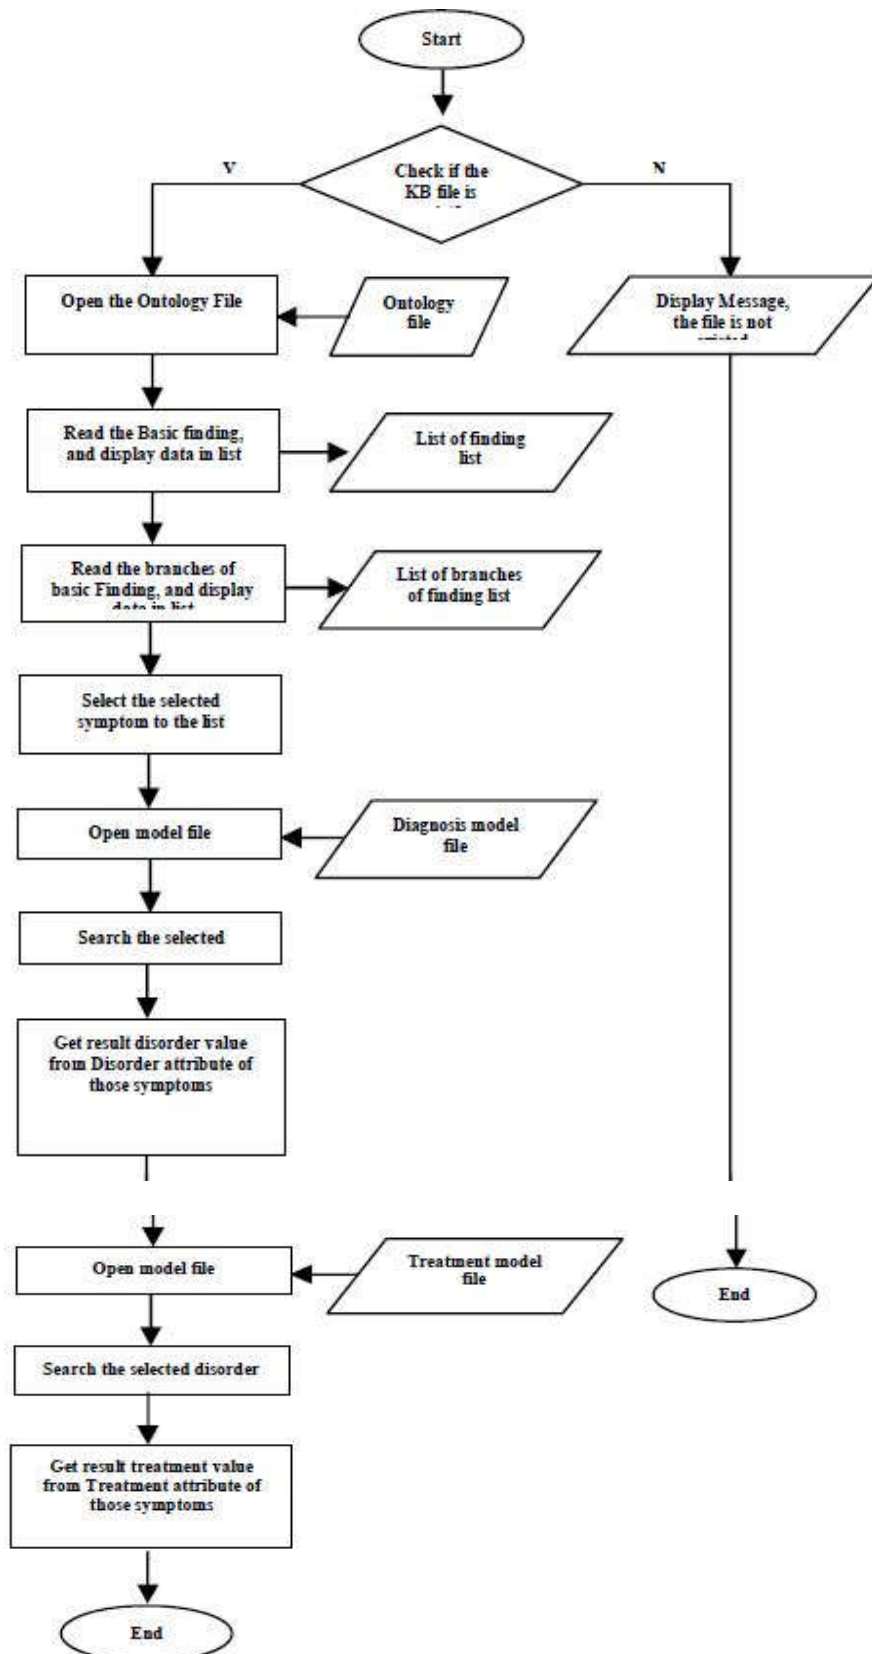 Start
Check if the
KB file is
V
N
Open the Ontology File
Ontology
file
Display Message,
the file is not
Read the Basic finding,
and display data in list
List of finding
list
Read the branches of
basic Finding, and display
data in list
List of branches
of finding list
Select the selected
symptom to the list
Open model file
Diagnosis model
file
Search the selected
Get result disorder value
from Disorder attribute of
those symptoms
Open model file
Treatment model
file
End
Search the selected disorder
Get result treatment value
from Treatment attribute of
those symptoms
End